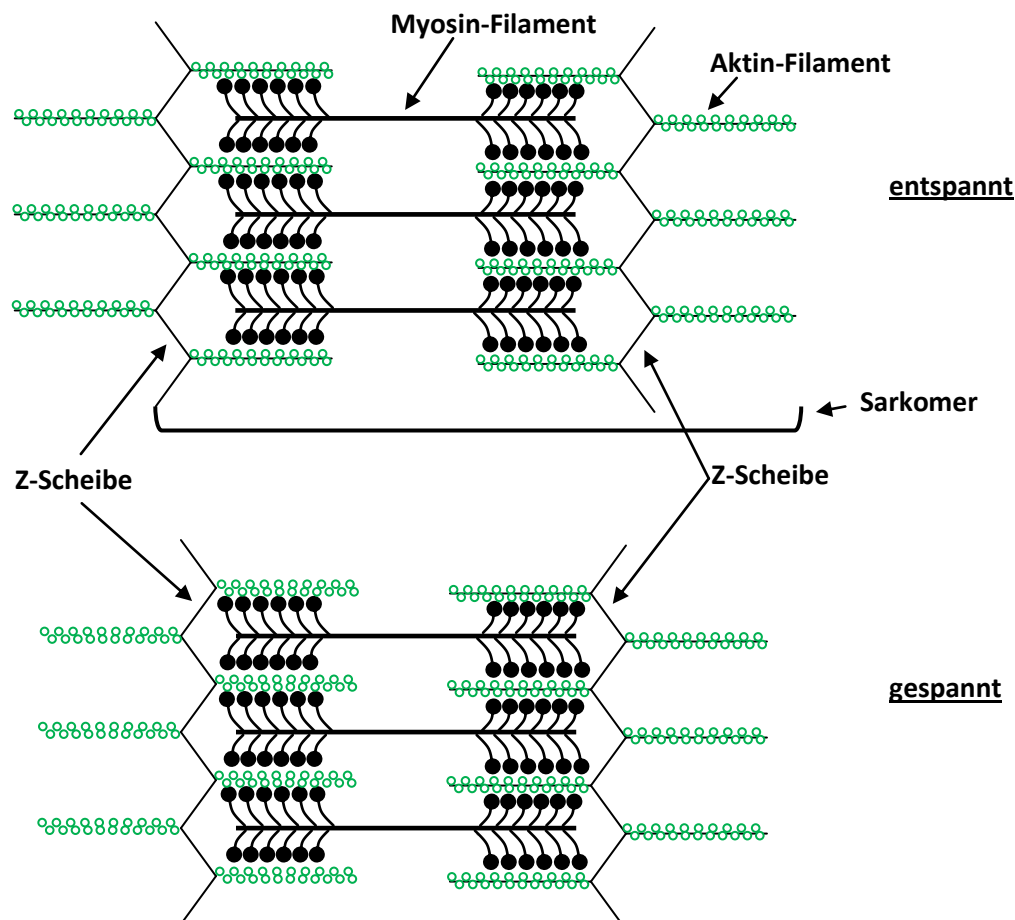 Myosin-Filament
Aktin-Filament
entspannt
Sarkomer
Z-Scheibe
Z-Scheibe
gespannt